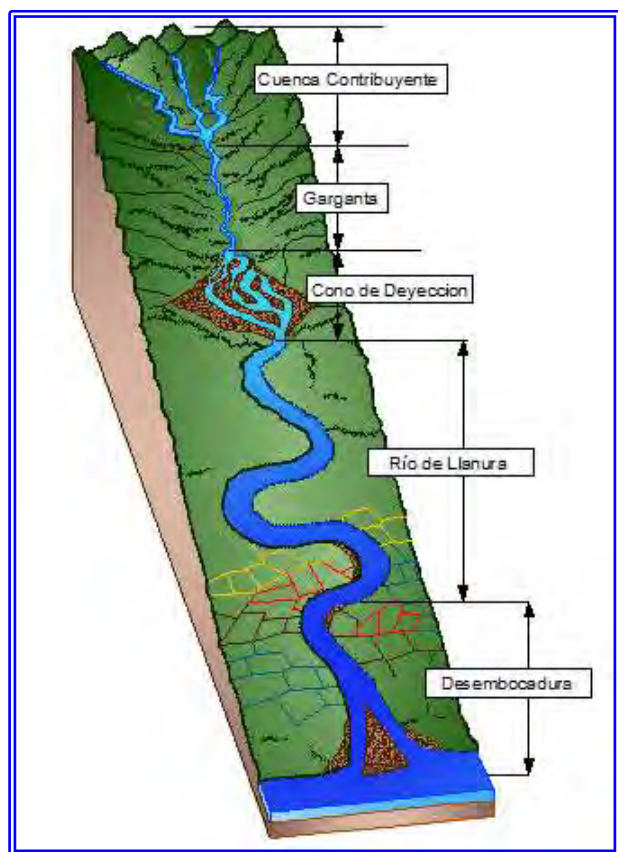 Cuenca Contribuyente
Garganta
Cono de Deyeccion
Río de Llanura
Desembocadura